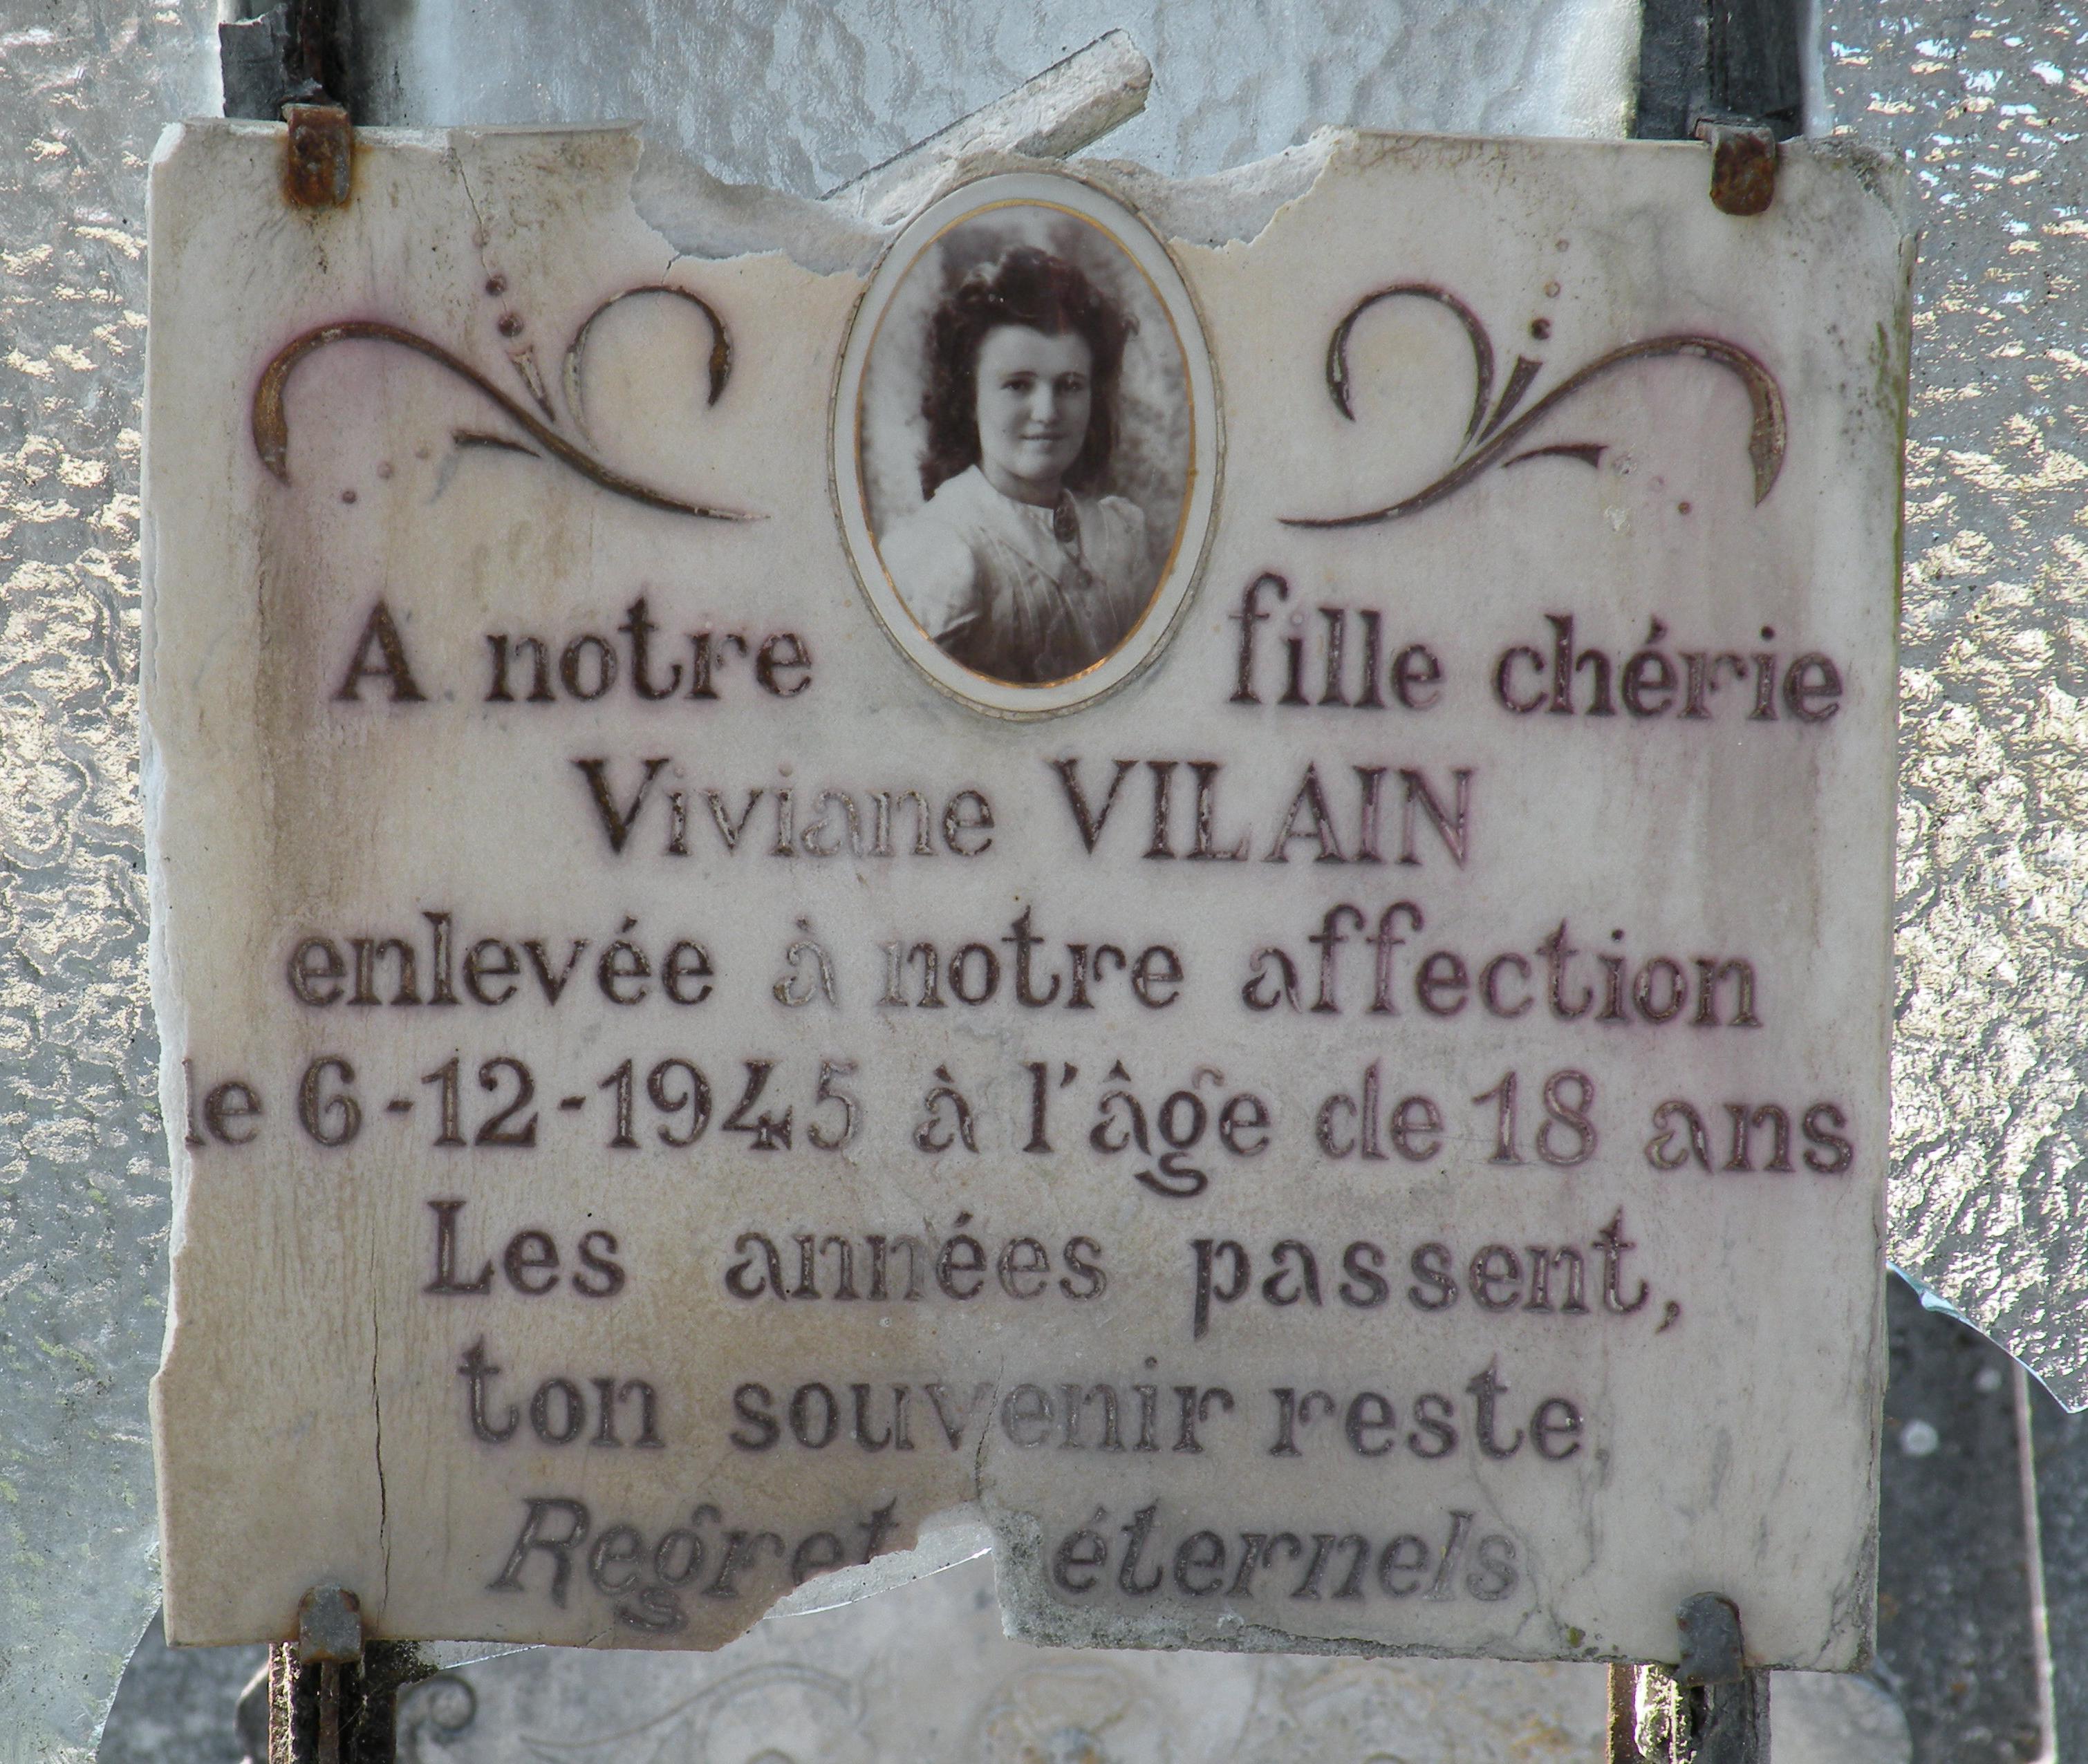 A notre fille chérie
Viviane VILAIN
enlevée à notre affection
le 6-12-1945 à l'âge de 18 ans
Les années passent,
ton souvenir reste
Regret éternels